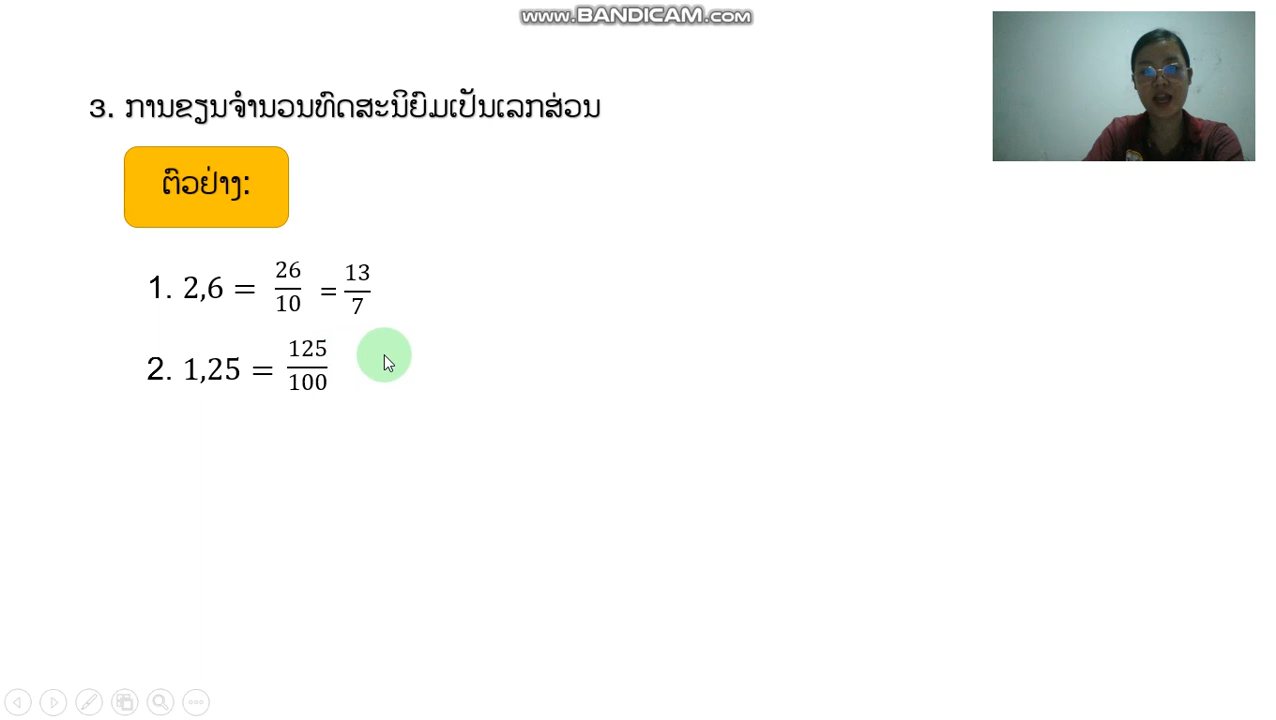 www.BANDICAM.com
3. ການຂຽນຈຳນວນທົດສະນິຍົມເປັນເລກສ່ວນ
ຕົວຢ່າງ:
1. 2,6 = 26/10 = 13/7
2. 1,25 = 125/100